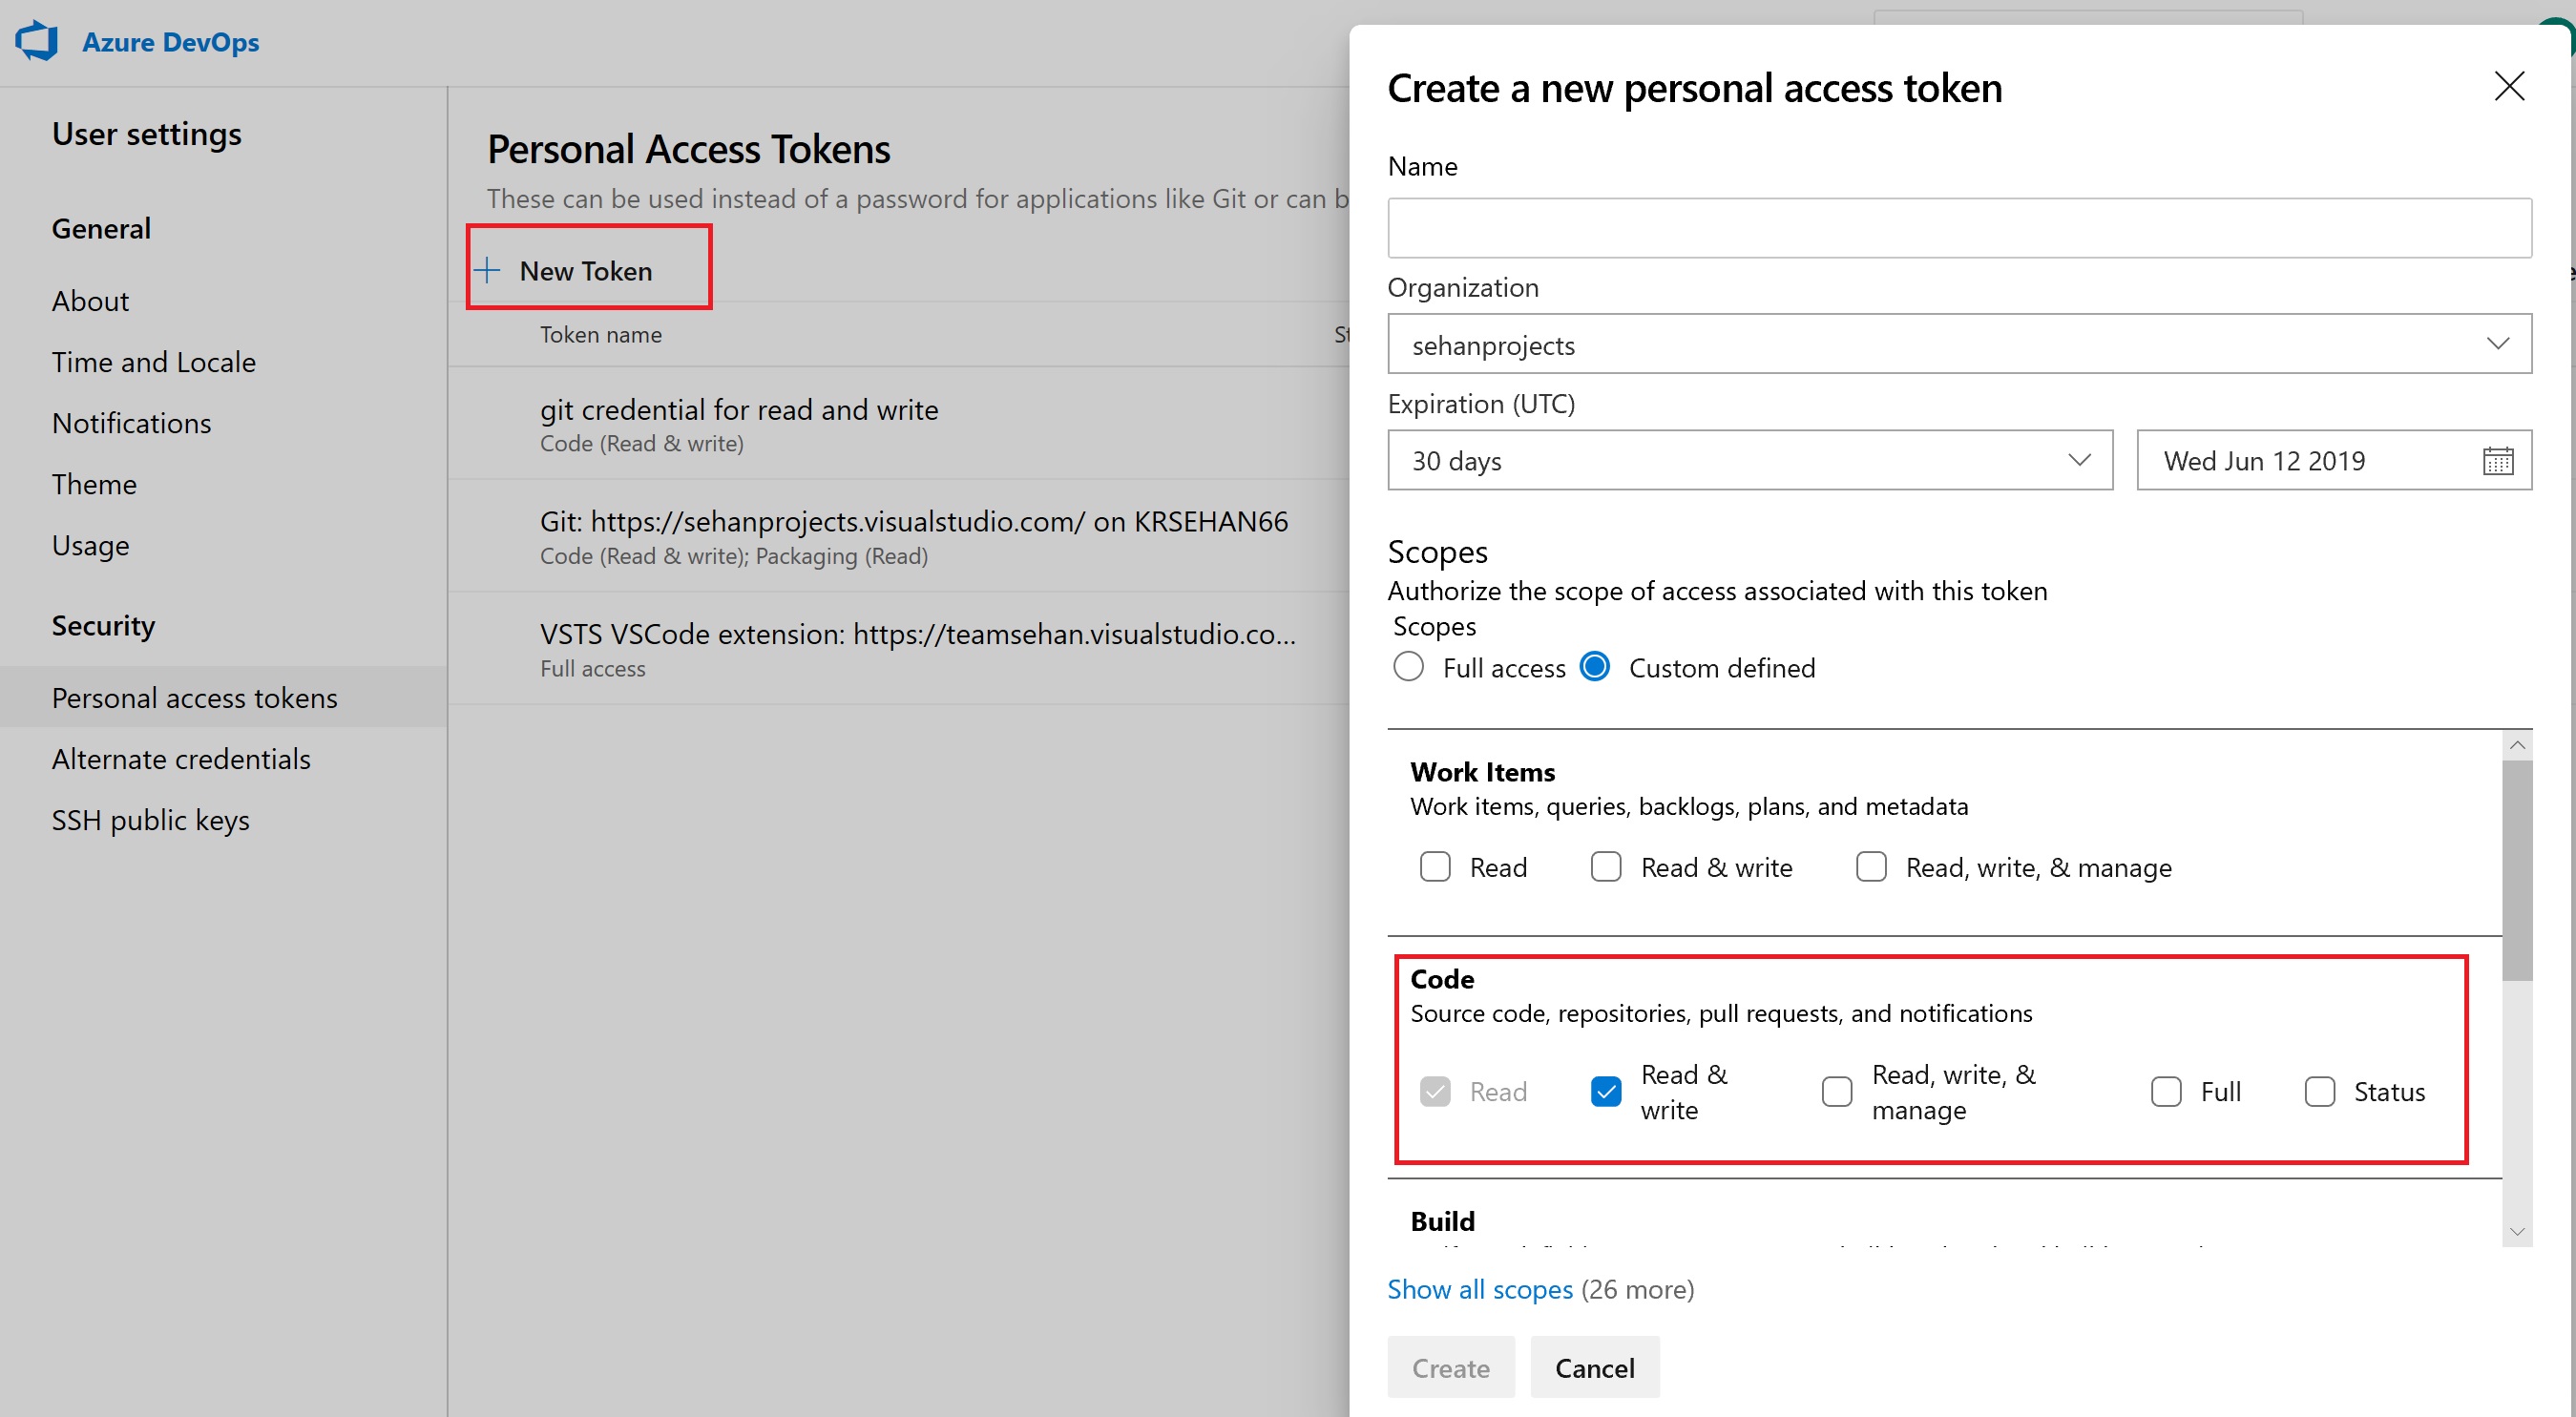 Azure DevOps
User settings
General
About
Time and Locale
Notifications
Theme
Usage
Security
Personal access tokens
Alternate credentials
SSH public keys
Personal Access Tokens
These can be used instead of a password for applications like Git or can b
New Token
Token name
St
git credential for read and write
Code (Read & write)
Git: https://sehanprojects.visualstudio.com/ on KRSEHAN66
Code (Read & write); Packaging (Read)
VSTS VSCode extension: https://teamsehan.visualstudio.co...
Full access
Create a new personal access token
Name
Organization
sehanprojects
Expiration (UTC)
30 days
Wed Jun 12 2019
Scopes
Authorize the scope of access associated with this token
Scopes
Full access Custom defined
Work Items
Work items, queries, backlogs, plans, and metadata
Read Read & write Read, write, & manage
Code
Source code, repositories, pull requests, and notifications
Read
Read &
write
Read, write, &
manage
Full
Status
Build
Show all scopes (26 more)
Create Cancel